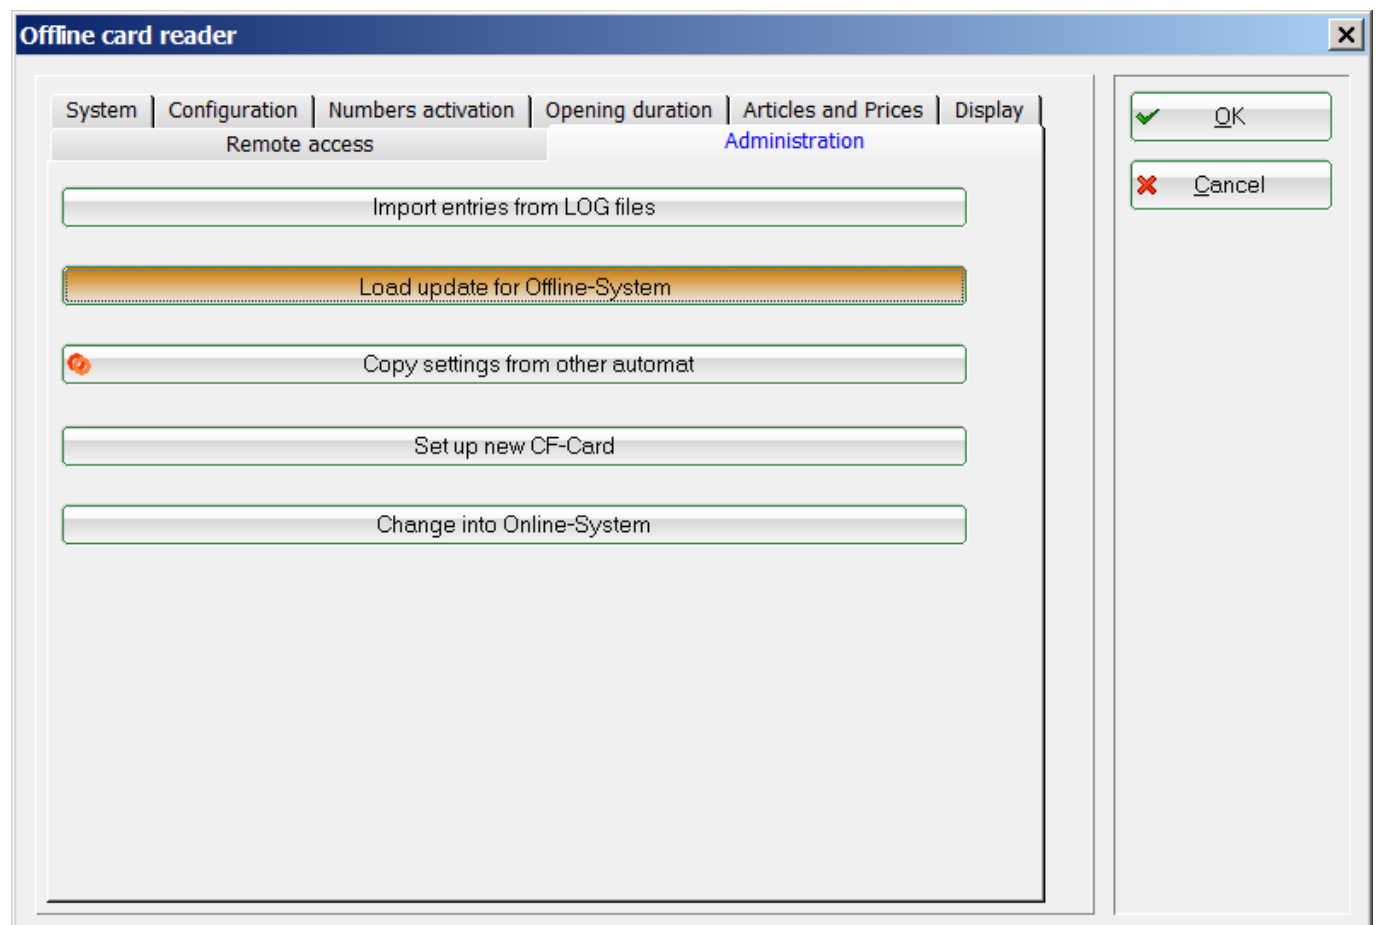 Offline card reader
System Configuration Numbers activation Opening duration Articles and Prices Display
Remote access Administration
Import entries from LOG files
Load update for Offline-System
Copy settings from other automat
Set up new CF-Card
Change into Online-System
OK
Cancel